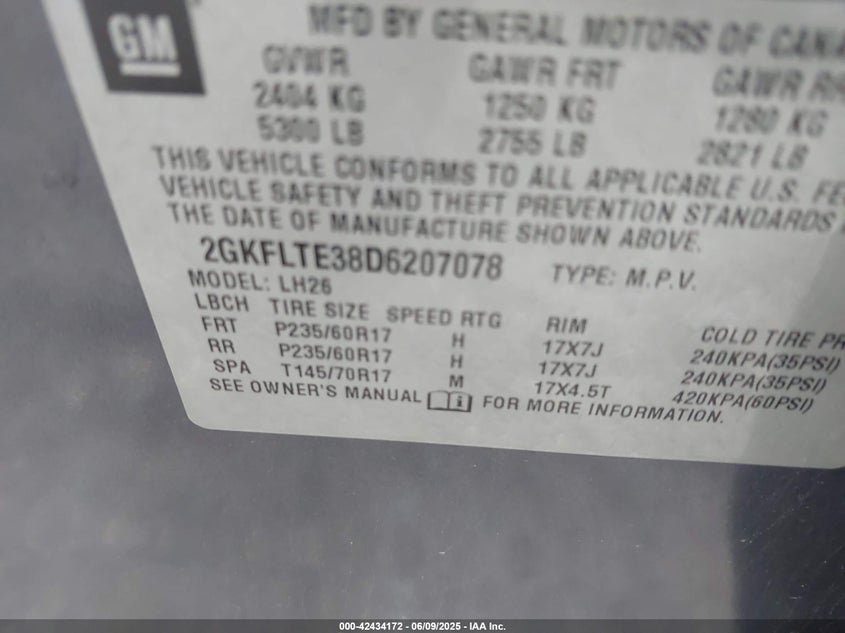 GM
MFD BY GENERAL MOTORS OF CANA
GVWR GAWR FRT GAWR RR
2404 KG 1250 KG 1280 KG
5300 LB 2755 LB 2821 LB
THIS VEHICLE CONFORMS TO ALL APPLICABLE U.S. FE
VEHICLE SAFETY AND THEFT PREVENTION STANDARDS
THE DATE OF MANUFACTURE SHOWN ABOVE.
2GKFLTE38D6207078 TYPE: M.P.V.
MODEL: LH26
LBCH TIRE SIZE SPEED RTG RIM COLD TIRE PR
FRT P235/60R17 H 17X7J 240KPA(35PSI)
RR P235/60R17 H 17X7J 240KPA(35PSI)
SPA T145/70R17 M 17X4.5T 420KPA(60PSI)
SEE OWNER'S MANUAL FOR MORE INFORMATION.
000-42434172 - 06/09/2025 - IAA Inc.